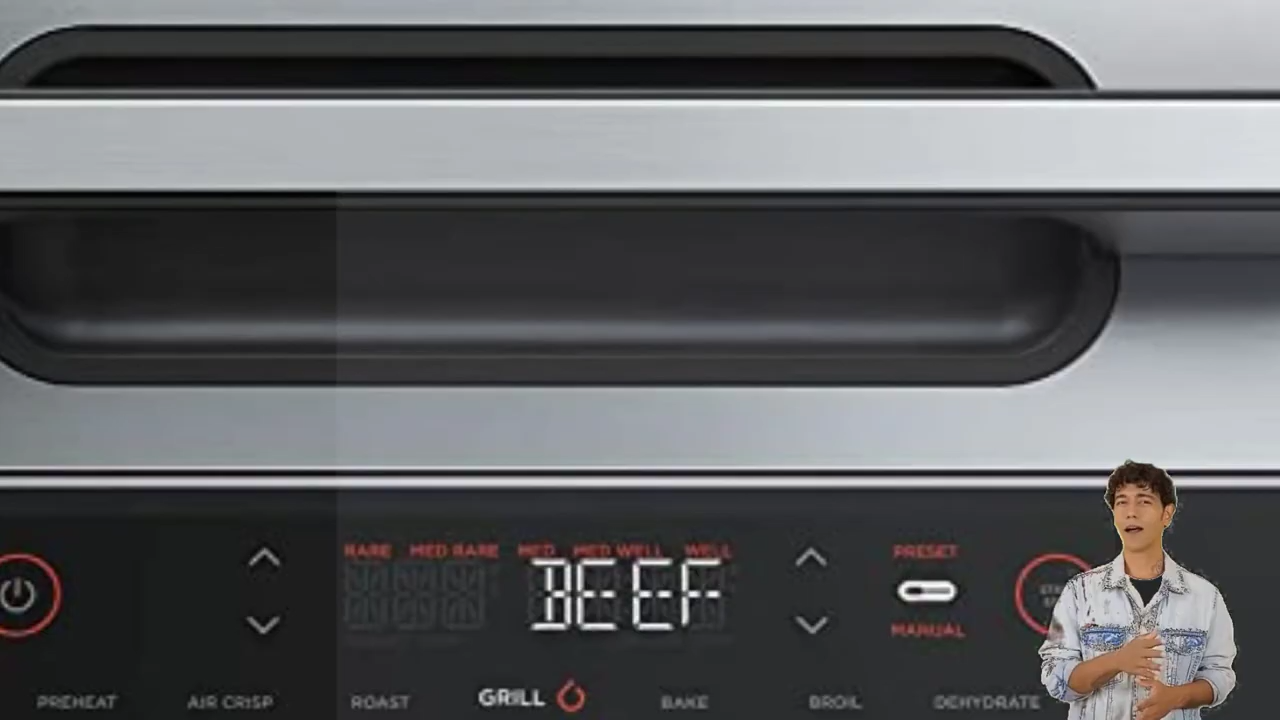 RARE MED RARE MED MED WELL WELL
BEEF
PRESET
MANUAL
PREHEAT AIR CRISP ROAST GRILL BAKE BROIL DEHYDRATE